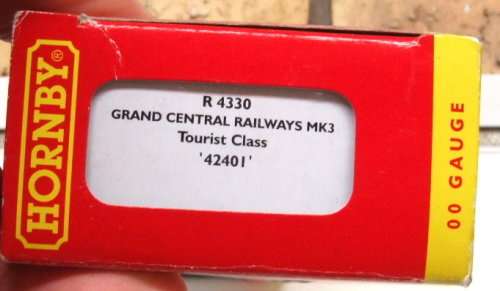 HORNBY
R 4330
GRAND CENTRAL RAILWAYS MK3
Tourist Class
'42401'
00 GAUGE